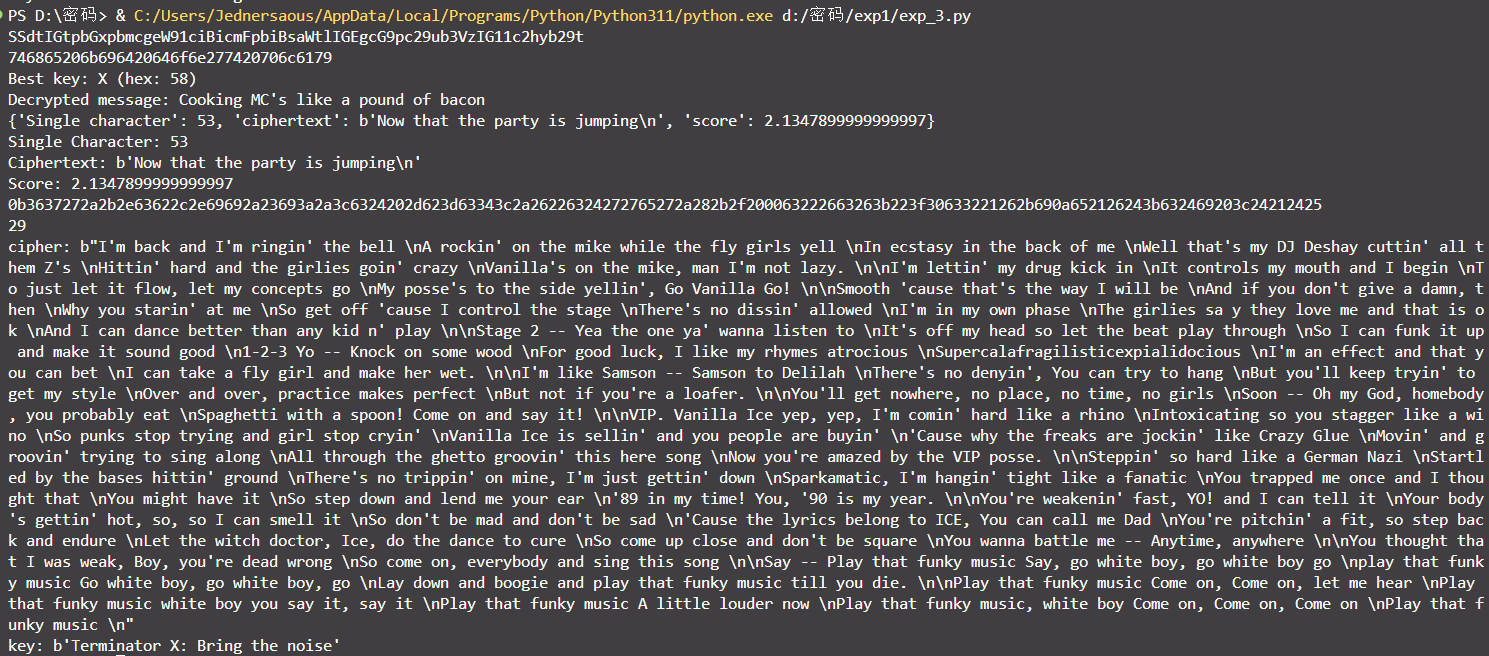 PS D:\密码> & C:/Users/Jednersaous/AppData/Local/Programs/Python/Python311/python.exe d:/密码/exp1/exp_3.py
SSdtIGtpbGxpbmcgeW91ciBicmFpbiBsaWtlIGEgcG9pc29ub3VzIG11c2hyb29t
746865206b696420646f6e277420706c6179
Best key: X (hex: 58)
Decrypted message: Cooking MC's like a pound of bacon
{'Single character': 53, 'ciphertext': b'Now that the party is jumping\n', 'score': 2.1347899999999997}
Single Character: 53
Ciphertext: b'Now that the party is jumping\n'
Score: 2.1347899999999997
0b3637272a2b2e63622c2e69692a23693a2a3c6324202d623d63343c2a26226324272765272a282b2f200063222663263b223f30633221262b690a652126243b632469203c24212425
29
cipher: b"I'm back and I'm ringin' the bell \nA rockin' on the mike while the fly girls yell \nIn ecstasy in the back of me \nWell that's my DJ Deshay cuttin' all t
hem Z's \nHittin' hard and the girlies goin' crazy \nVanilla's on the mike, man I'm not lazy. \n\nI'm lettin' my drug kick in \nIt controls my mouth and I begin \nT
o just let it flow, let my concepts go \nMy posse's to the side yellin', Go Vanilla Go! \n\nSmooth 'cause that's the way I will be \nAnd if you don't give a damn, t
hen \nWhy you starin' at me \nSo get off 'cause I control the stage \nThere's no dissin' allowed \nI'm in my own phase \nThe girlies sa y they love me and that is o
k \nAnd I can dance better than any kid n' play \n\nStage 2 -- Yea the one ya' wanna listen to \nIt's off my head so let the beat play through \nSo I can funk it up
 and make it sound good \n1-2-3 Yo -- Knock on some wood \nFor good luck, I like my rhymes atrocious \nSupercalafragilisticexpialidocious \nI'm an effect and that y
ou can bet \nI can take a fly girl and make her wet. \n\nI'm like Samson -- Samson to Delilah \nThere's no denyin', You can try to hang \nBut you'll keep tryin' to 
get my style \nOver and over, practice makes perfect \nBut not if you're a loafer. \n\nYou'll get nowhere, no place, no time, no girls \nSoon -- Oh my God, homebody
, you probably eat \nSpaghetti with a spoon! Come on and say it! \n\nVIP. Vanilla Ice yep, yep, I'm comin' hard like a rhino \nIntoxicating so you stagger like a wi
no \nSo punks stop trying and girl stop cryin' \nVanilla Ice is sellin' and you people are buyin' \n'Cause why the freaks are jockin' like Crazy Glue \nMovin' and g
roovin' trying to sing along \nAll through the ghetto groovin' this here song \nNow you're amazed by the VIP posse. \n\nSteppin' so hard like a German Nazi \nStartl
ed by the bases hittin' ground \nThere's no trippin' on mine, I'm just gettin' down \nSparkamatic, I'm hangin' tight like a fanatic \nYou trapped me once and I thou
ght that \nYou might have it \nSo step down and lend me your ear \n'89 in my time! You, '90 is my year. \n\nYou're weakenin' fast, YO! and I can tell it \nYour body
's gettin' hot, so, so I can smell it \nSo don't be mad and don't be sad \n'Cause the lyrics belong to ICE, You can call me Dad \nYou're pitchin' a fit, so step bac
k and endure \nLet the witch doctor, Ice, do the dance to cure \nSo come up close and don't be square \nYou wanna battle me -- Anytime, anywhere \n\nYou thought tha
t I was weak, Boy, you're dead wrong \nSo come on, everybody and sing this song \n\nSay -- Play that funky music Say, go white boy, go white boy go \nplay that funk
y music Go white boy, go white boy, go \nLay down and boogie and play that funky music till you die. \n\nPlay that funky music Come on, Come on, let me hear \nPlay 
that funky music white boy you say it, say it \nPlay that funky music A little louder now \nPlay that funky music, white boy Come on, Come on, Come on \nPlay that f
unky music \n"
key: b'Terminator X: Bring the noise'